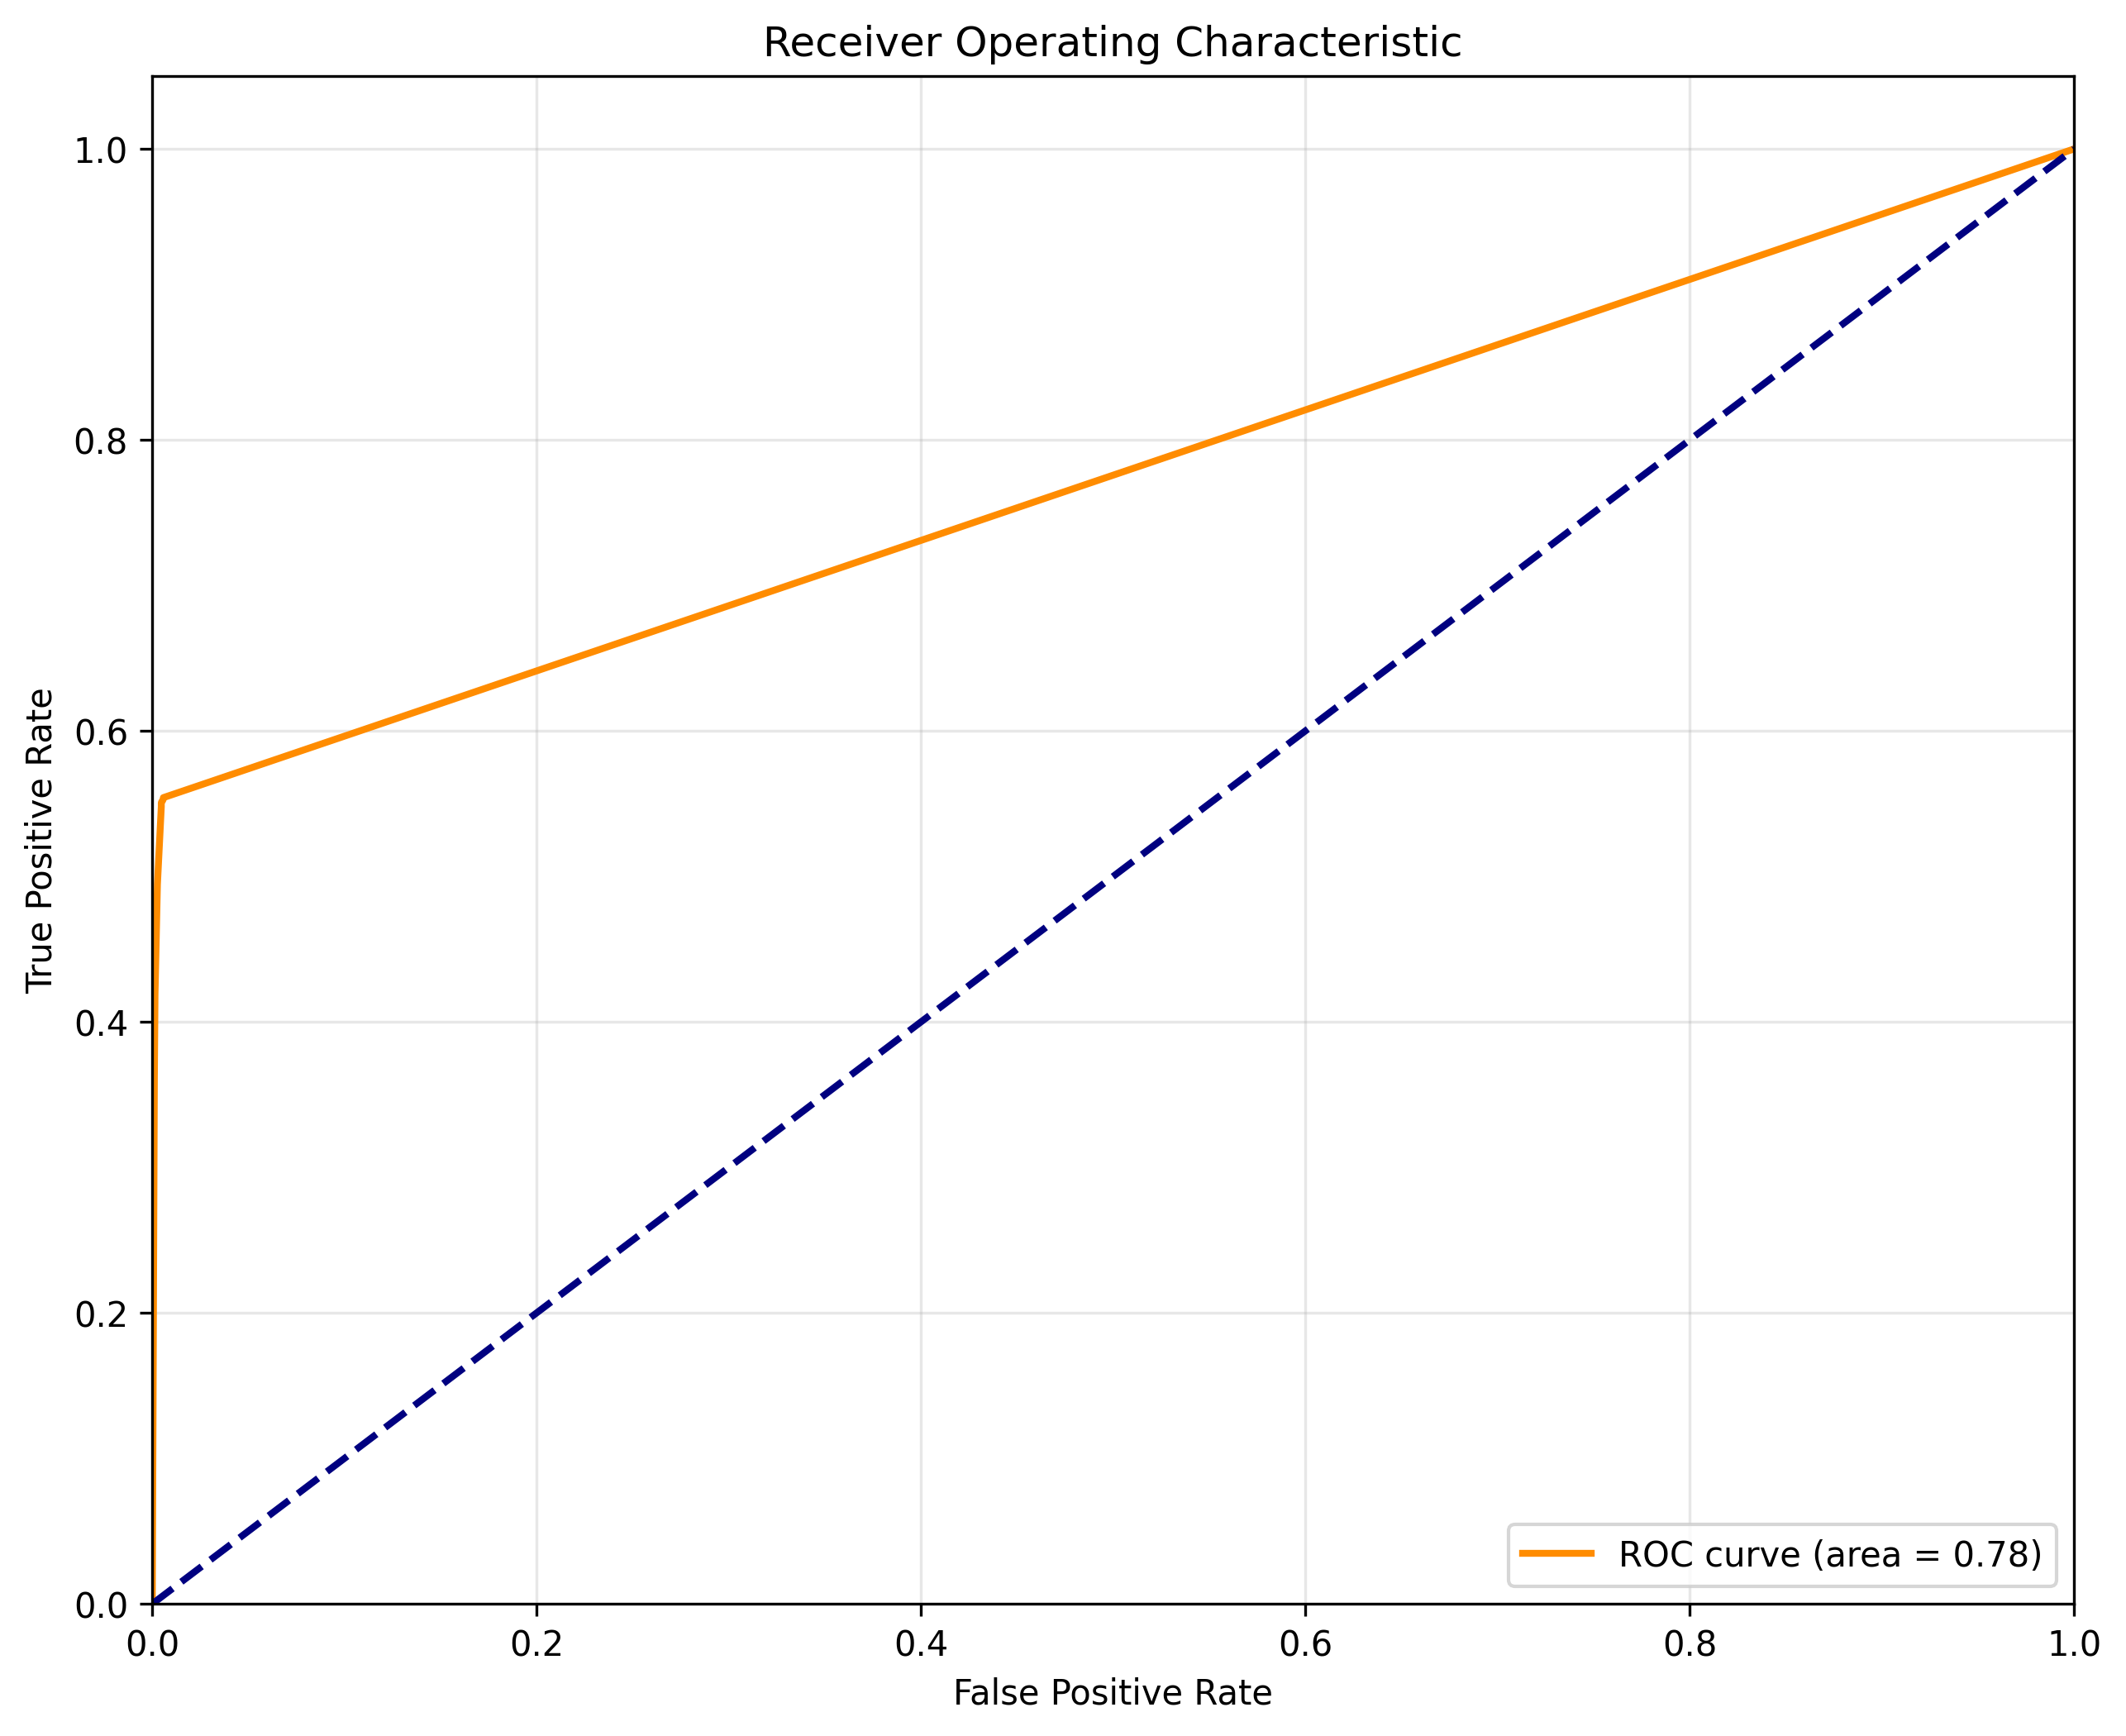 Receiver Operating Characteristic
True Positive Rate
1.0
0.8
0.6
0.4
0.2
0.0
ROC curve (area = 0.78)
0.0 0.2 0.4 0.6 0.8 1.0
False Positive Rate